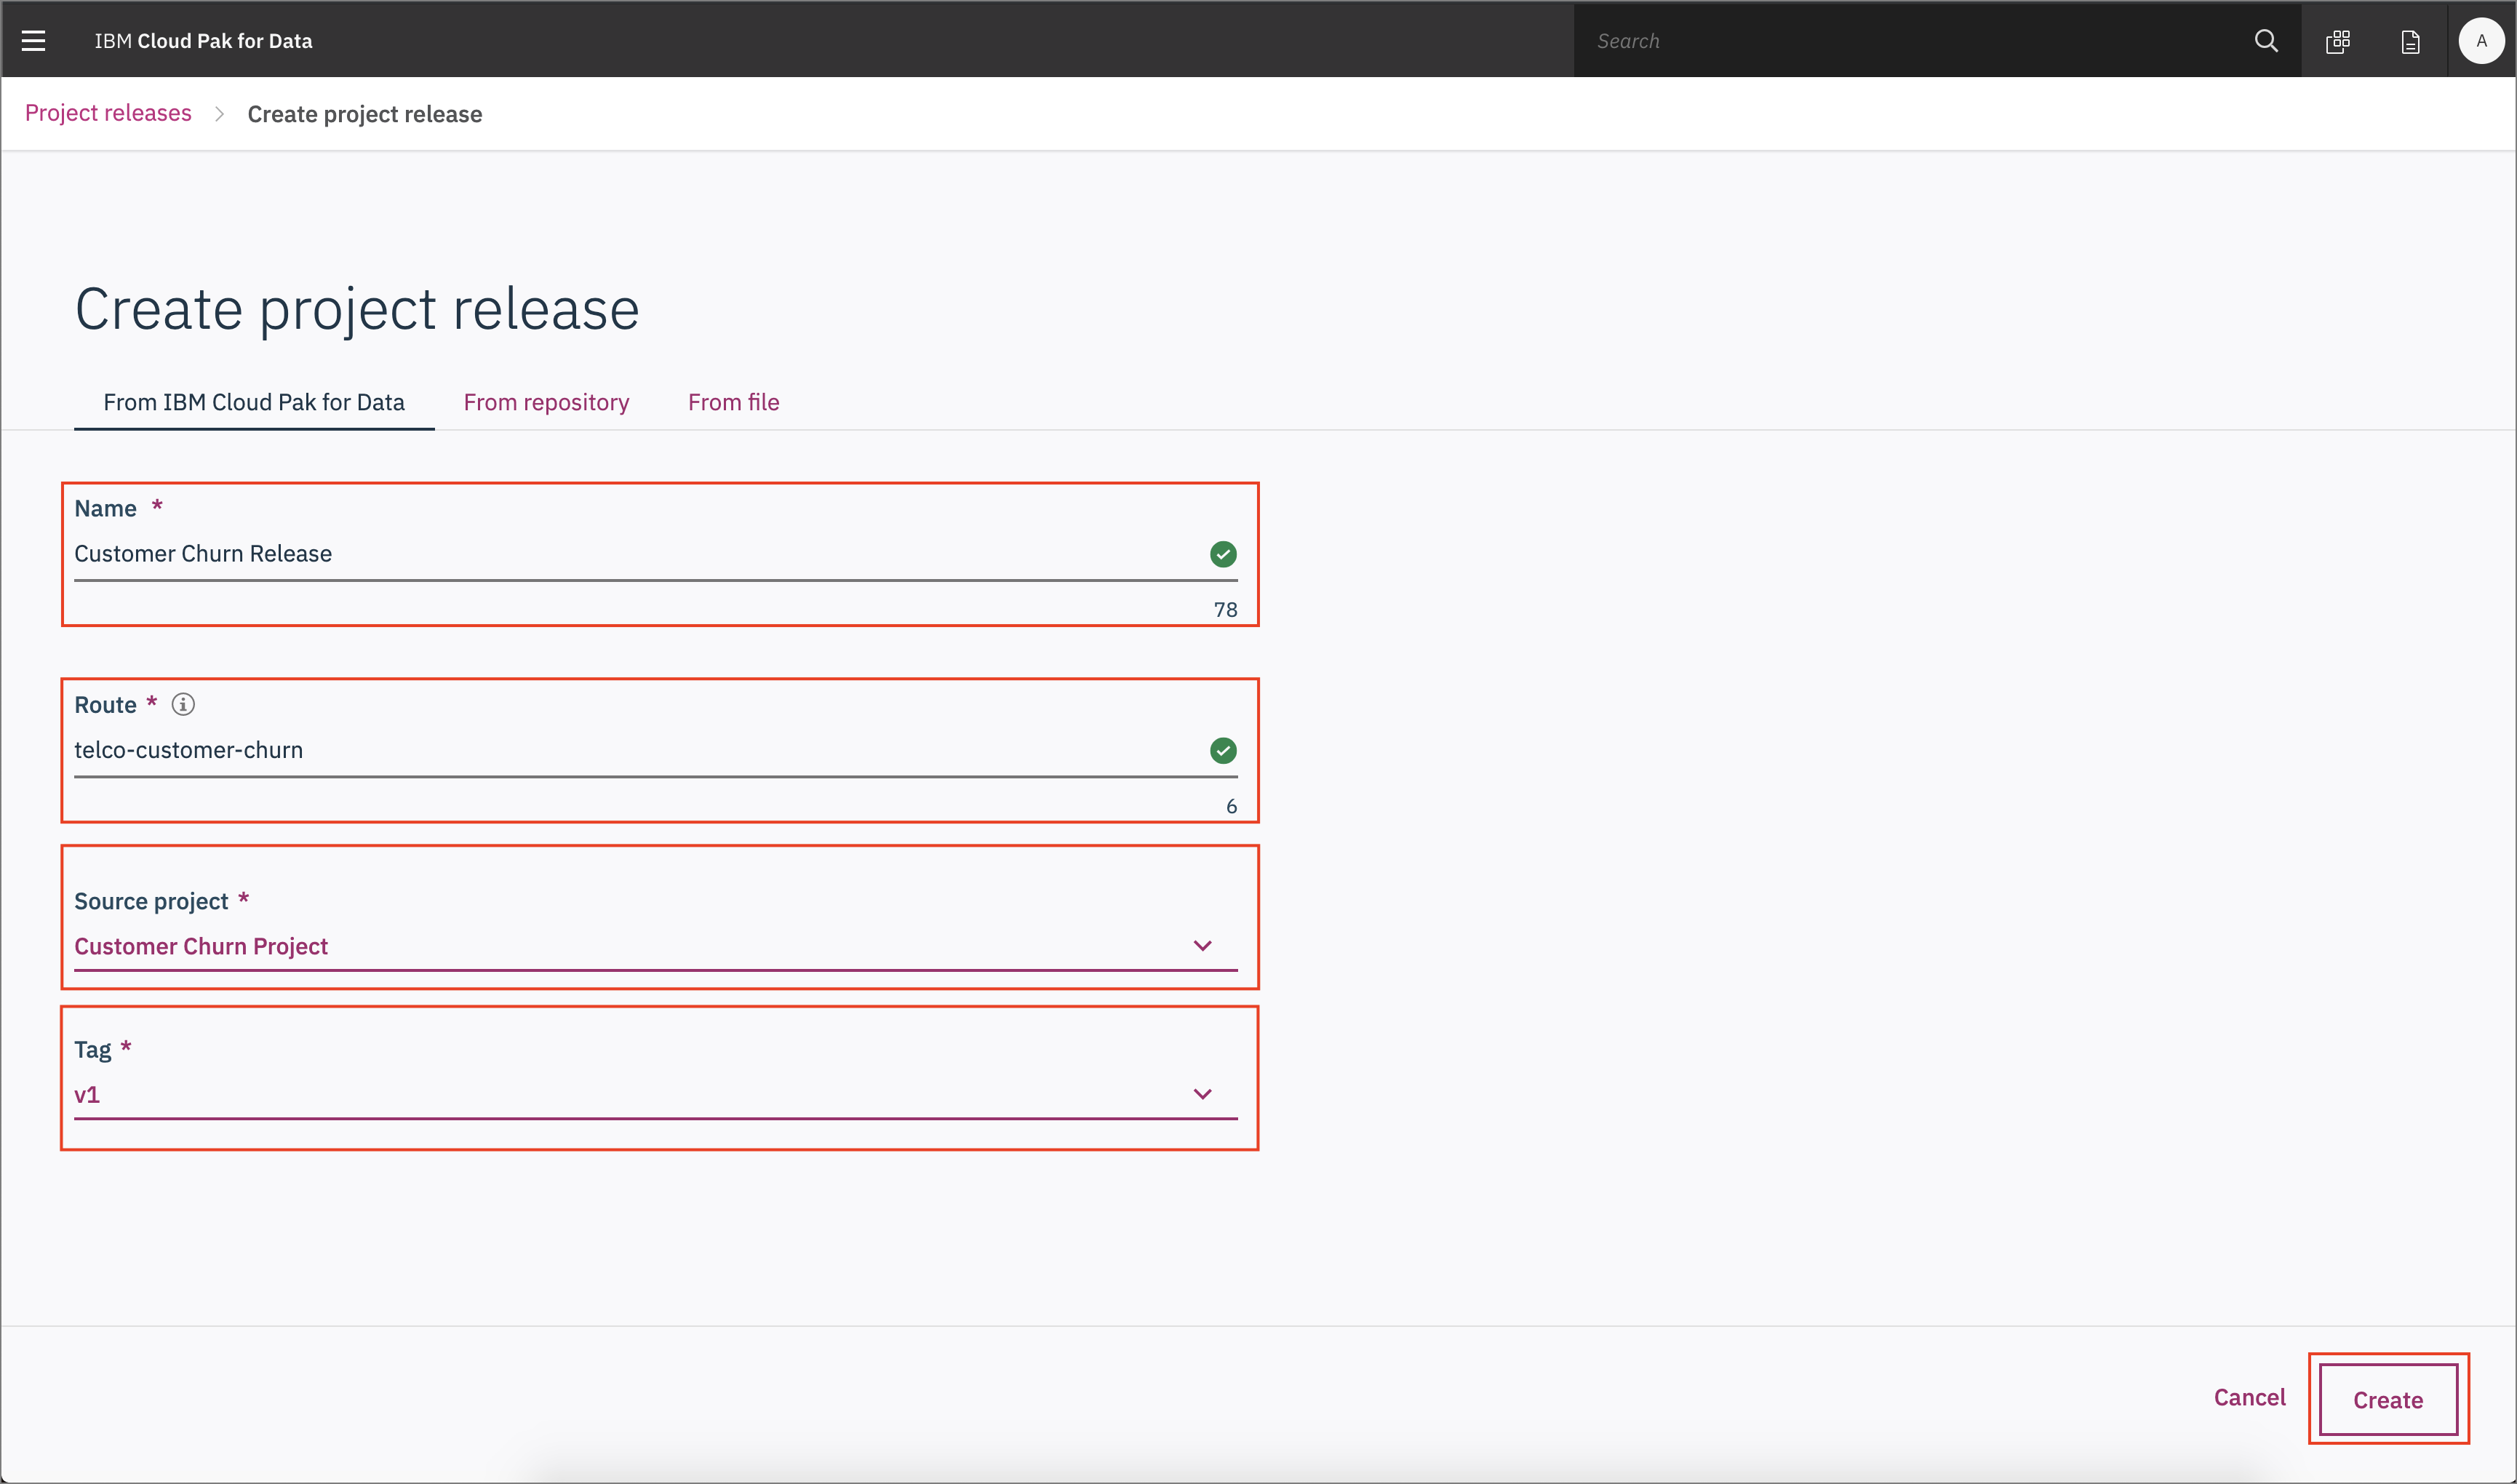 IBM Cloud Pak for Data
Search
A
Project releases > Create project release
Create project release
From IBM Cloud Pak for Data From repository From file
Name *
Customer Churn Release
78
Route *
telco-customer-churn
6
Source project *
Customer Churn Project
Tag *
v1
Cancel Create